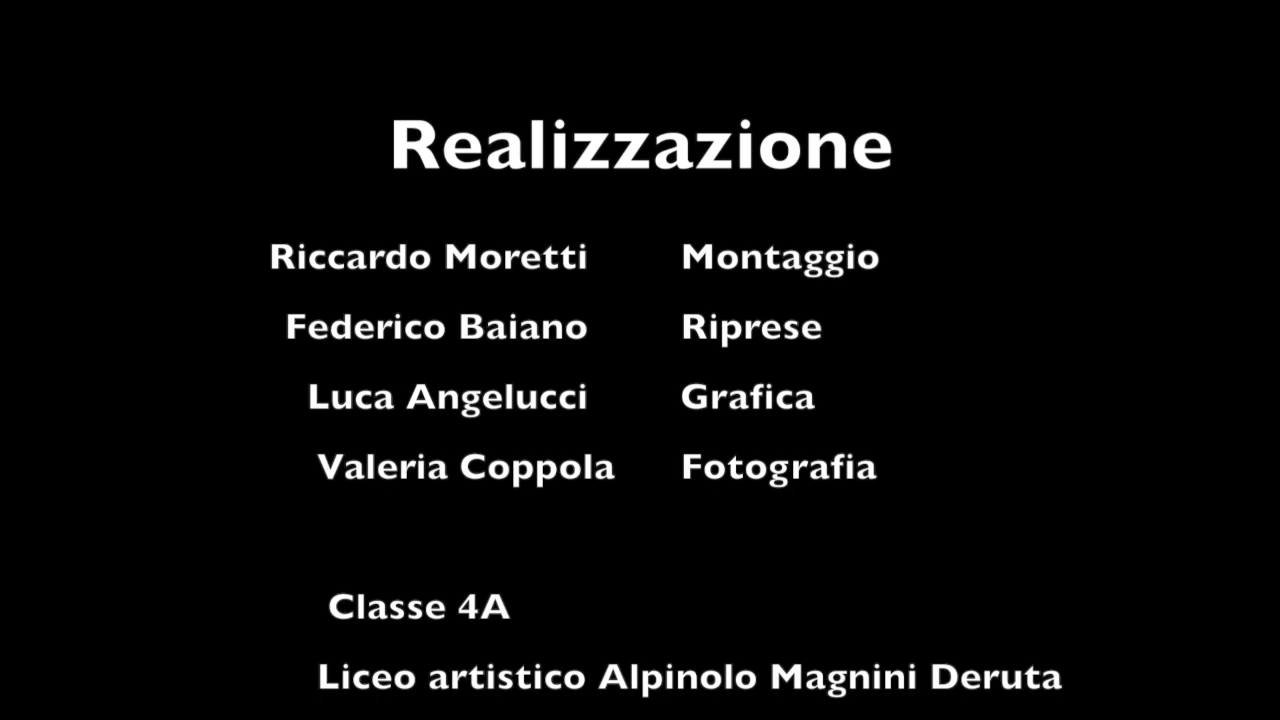 Realizzazione
Riccardo Moretti Montaggio
Federico Baiano Riprese
Luca Angelucci Grafica
Valeria Coppola Fotografia
Classe 4A
Liceo artistico Alpinolo Magnini Deruta